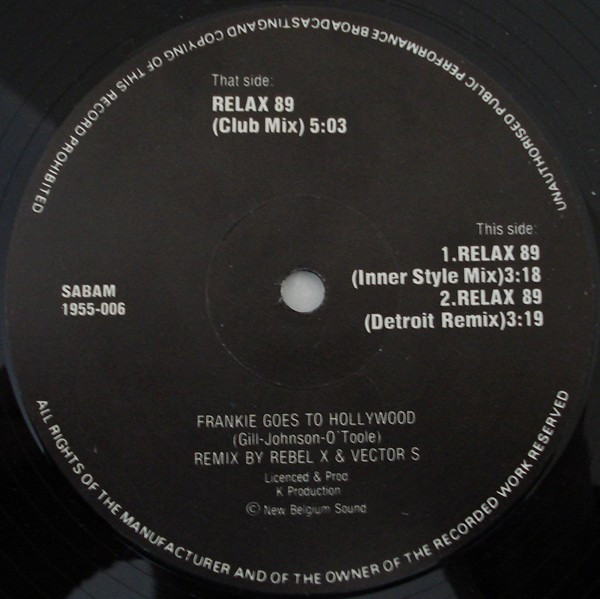 UNAUTHORISED PUBLIC PERFORMANCE BROADCASTING AND COPYING OF THIS RECORD PROHIBITED
That side:
RELAX 89
(Club Mix) 5:03
This side:
1.RELAX 89
(Inner Style Mix)3:18
2.RELAX 89
(Detroit Remix)3:19
SABAM
1955-006
FRANKIE GOES TO HOLLYWOOD
(Gill-Johnson-O'Toole)
REMIX BY REBEL X & VECTOR S
Licenced & Prod
K Production
© New Belgium Sound
ALL RIGHTS OF THE MANUFACTURER AND OF THE OWNER OF THE RECORDED WORK RESERVED